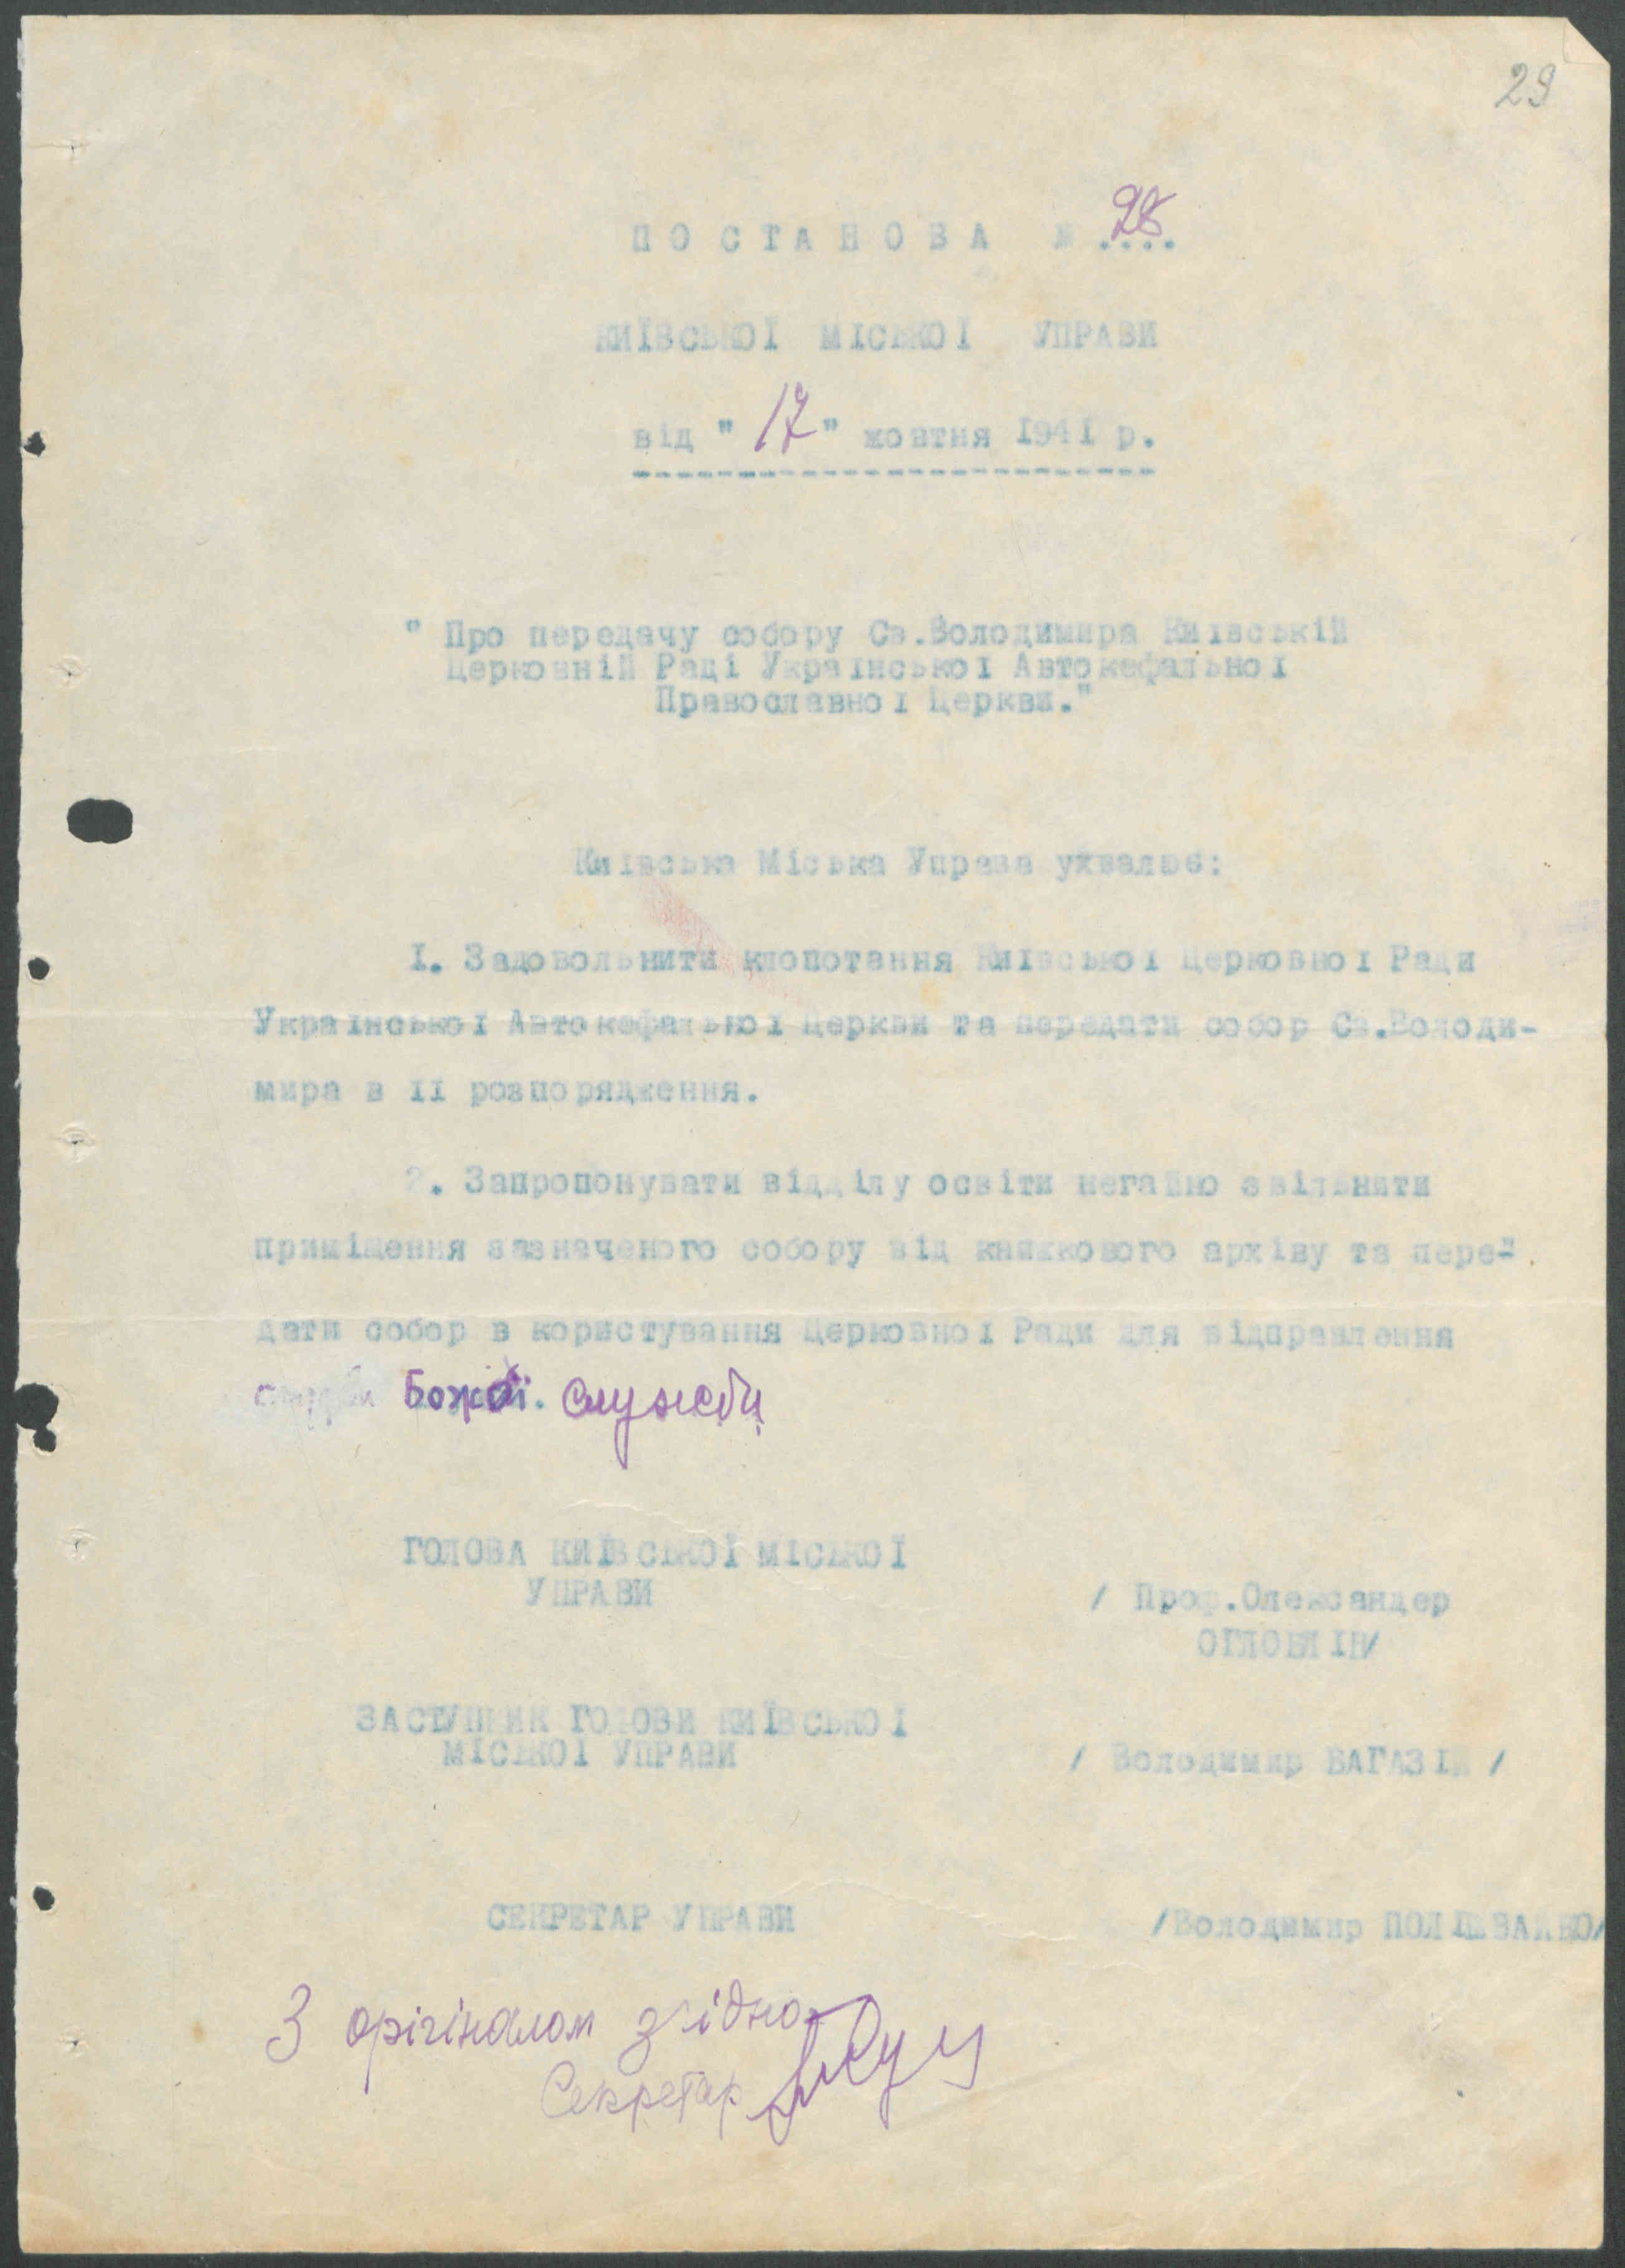 29
ПОСТАНОВА № 28
КИЇВСЬКОЇ МІСЬКОЇ УПРАВИ
від " 17 " жовтня 1941 р.
" Про передачу собору Св.Володимира Київській
Церковній Раді Української Автокефальної
Православної Церкви."
Київська Міська Управа ухвалює:
I. Задовольнити клопотання Київської Церковної Ради
Української Автокефальної Церкви та передати собор Св.Володи-
мира в її розпорядження.
2. Запропонувати відділу освіти негайно звільнити
приміщення зазначеного собору від книжкового архіву та пере-
дати собор в користування Церковної Ради для відправлення
Божої служби
ГОЛОВА КИЇВСЬКОЇ МІСЬКОЇ
УПРАВИ
/ Проф.Олександер
ОГЛОБЛІН/
ЗАСТУПНИК ГОЛОВИ КИЇВСЬКОЇ
МІСЬКОЇ УПРАВИ
/ Володимир БАГАЗІЙ /
СЕКРЕТАР УПРАВИ
/Володимир
З орігіналом згідно
Секретар